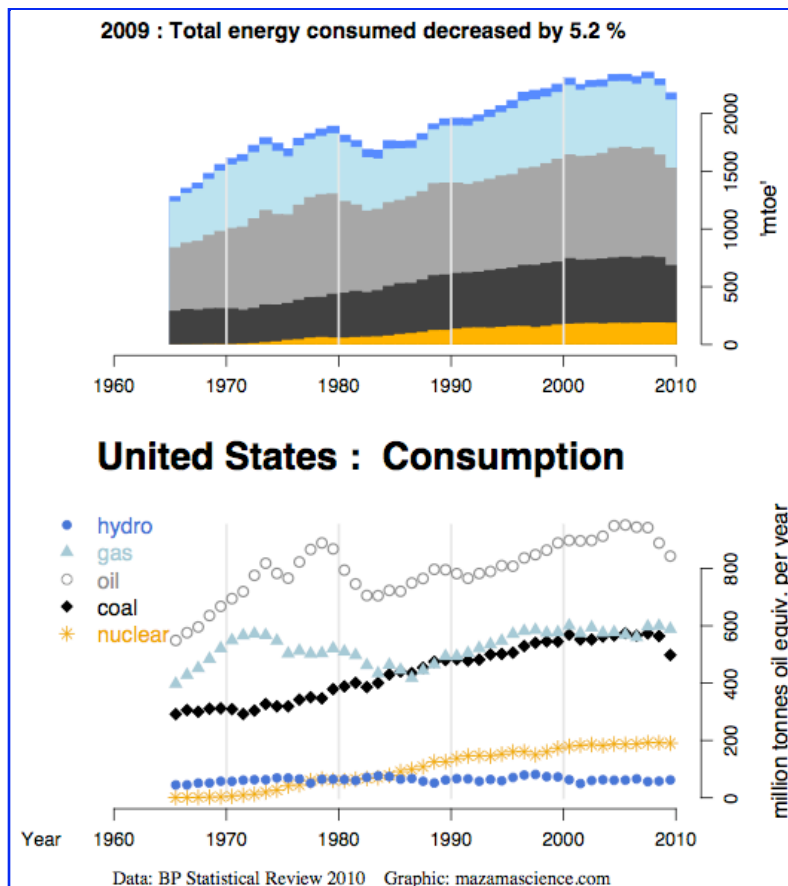 2009 : Total energy consumed decreased by 5.2 %
2000
1500
1000
500
0
'mtoe'
1960 1970 1980 1990 2000 2010
United States : Consumption
hydro
gas
oil
coal
nuclear
800
600
400
200
0
million tonnes oil equiv. per year
Year 1960 1970 1980 1990 2000 2010
Data: BP Statistical Review 2010 Graphic: mazamascience.com